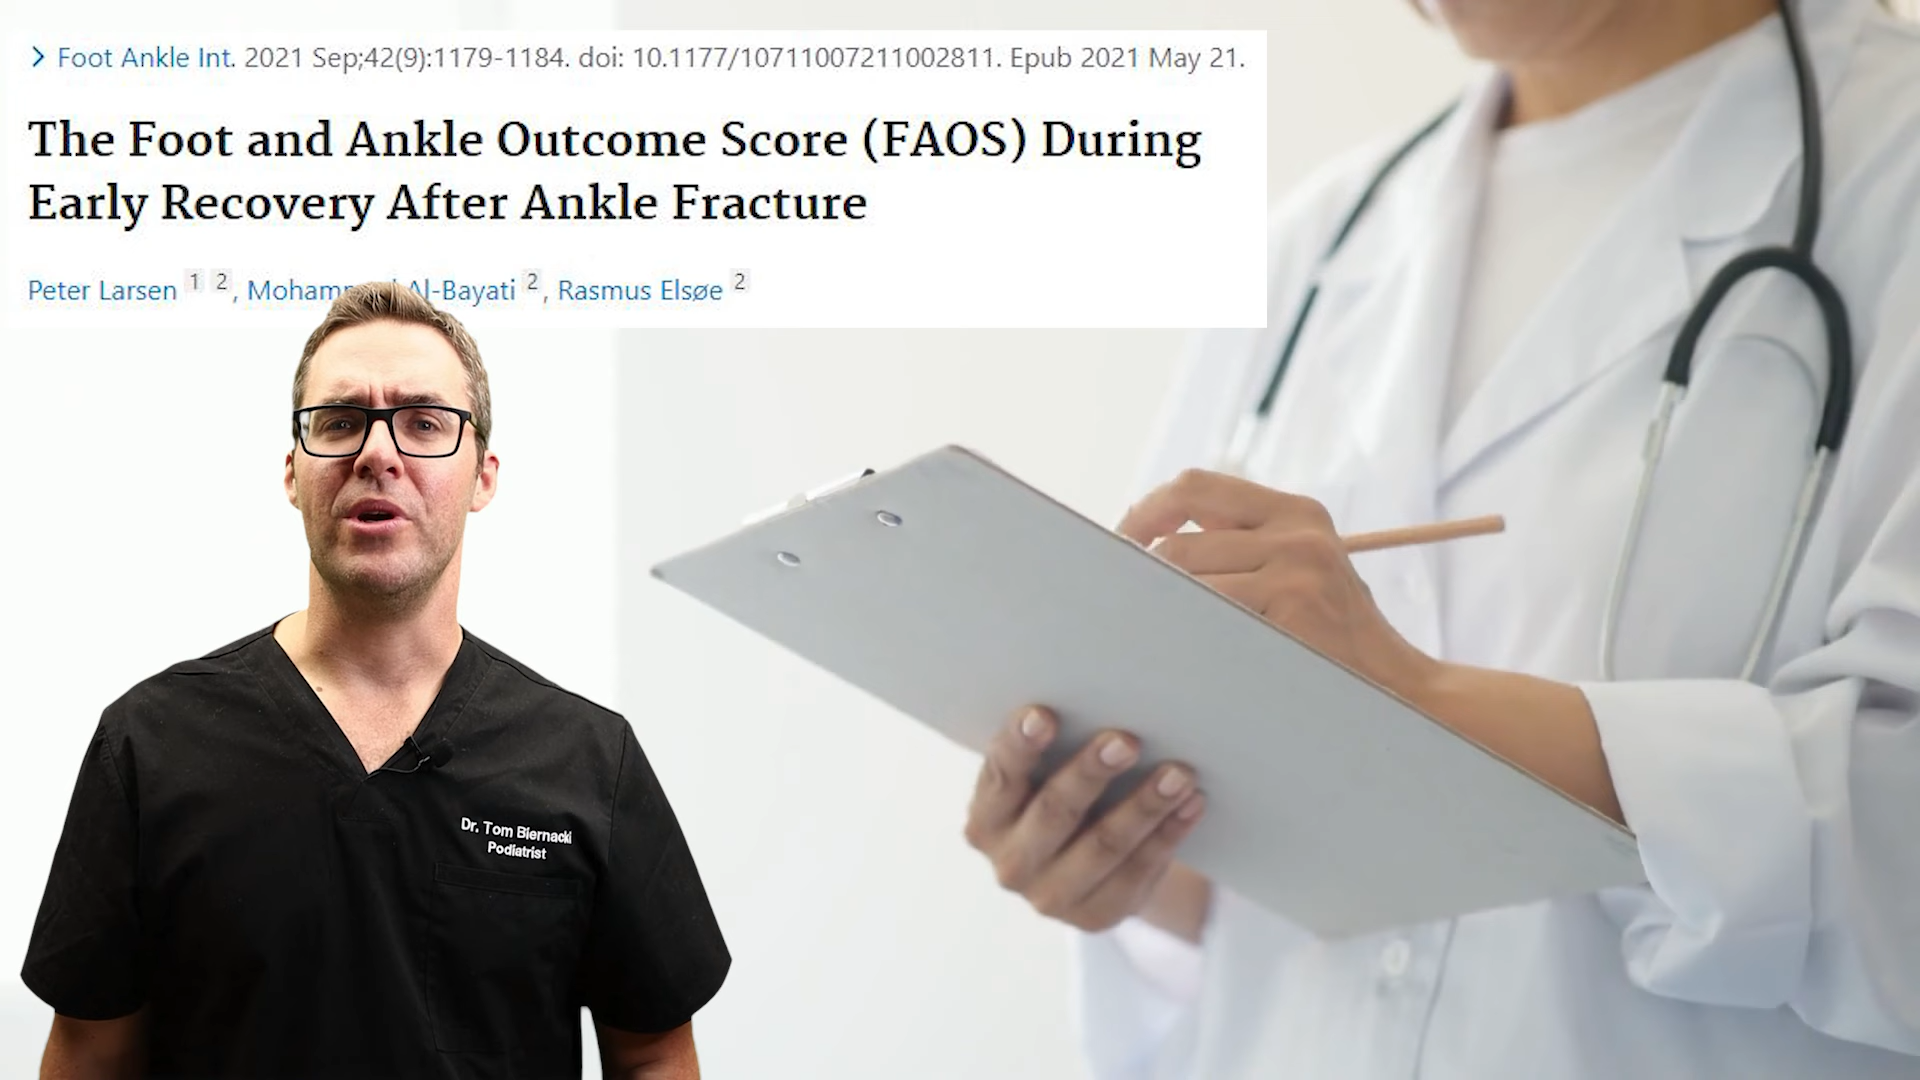 Foot Ankle Int. 2021 Sep;42(9):1179-1184. doi: 10.1177/10711007211002811. Epub 2021 May 21.
The Foot and Ankle Outcome Score (FAOS) During
Early Recovery After Ankle Fracture
Peter Larsen 1 2, Al-Bayati 2, Rasmus Elsøe 2
Dr. Tom Biernacki
Podiatrist